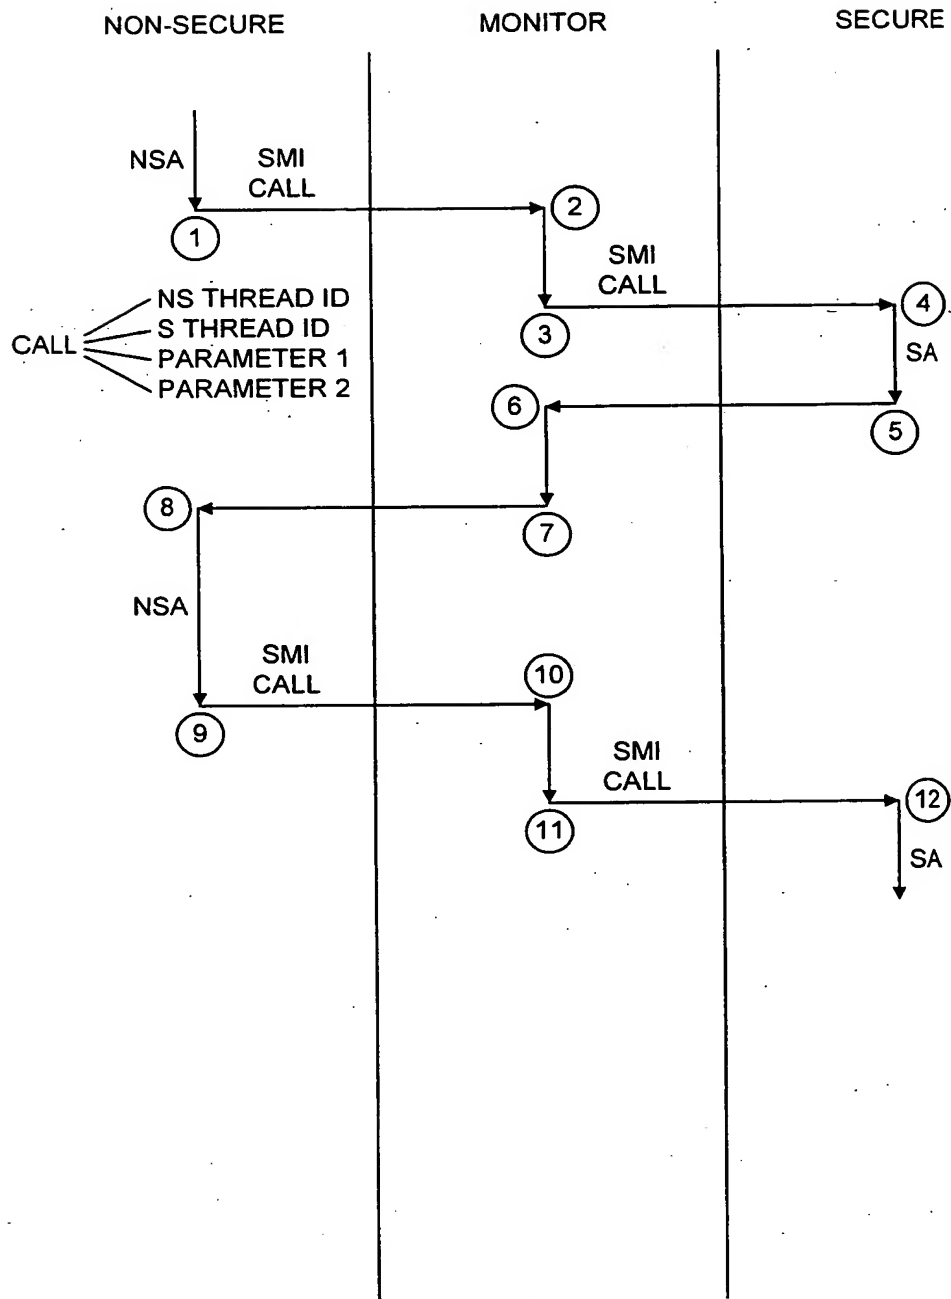 NON-SECURE
MONITOR
SECURE
NSA
SMI
CALL
1
2
SMI
CALL
3
4
NS THREAD ID
S THREAD ID
CALL
PARAMETER 1
PARAMETER 2
SA
6
5
8
7
NSA
SMI
CALL
10
9
SMI
CALL
12
11
SA